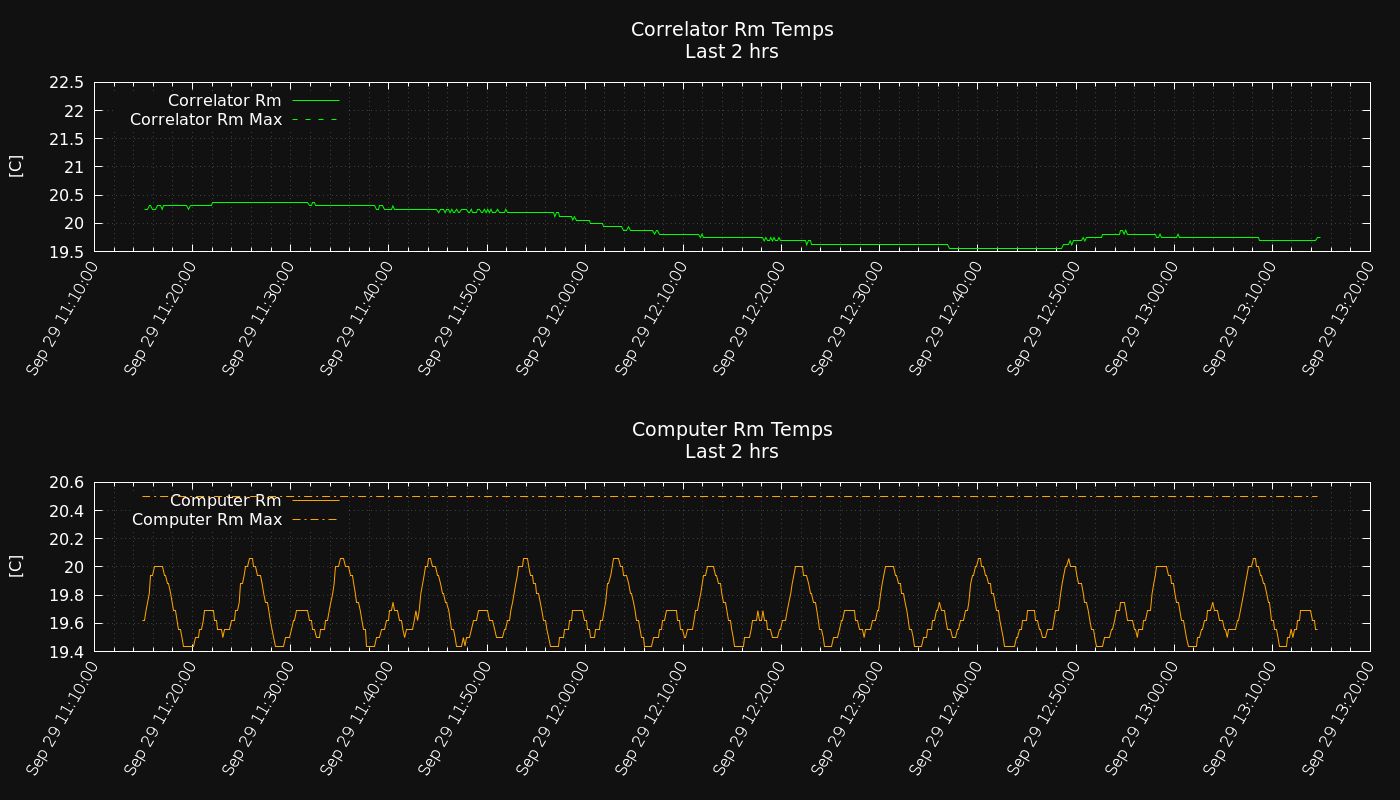 Correlator Rm Temps
Last 2 hrs
22.5
22
21.5
21
20.5
20
19.5
[C]
Correlator Rm
Correlator Rm Max
Sep 29 11:10:00
Sep 29 11:20:00
Sep 29 11:30:00
Sep 29 11:40:00
Sep 29 11:50:00
Sep 29 12:00:00
Sep 29 12:10:00
Sep 29 12:20:00
Sep 29 12:30:00
Sep 29 12:40:00
Sep 29 12:50:00
Sep 29 13:00:00
Sep 29 13:10:00
Sep 29 13:20:00
Computer Rm Temps
Last 2 hrs
20.6
20.4
20.2
20
19.8
19.6
19.4
[C]
Computer Rm
Computer Rm Max
Sep 29 11:10:00
Sep 29 11:20:00
Sep 29 11:30:00
Sep 29 11:40:00
Sep 29 11:50:00
Sep 29 12:00:00
Sep 29 12:10:00
Sep 29 12:20:00
Sep 29 12:30:00
Sep 29 12:40:00
Sep 29 12:50:00
Sep 29 13:00:00
Sep 29 13:10:00
Sep 29 13:20:00